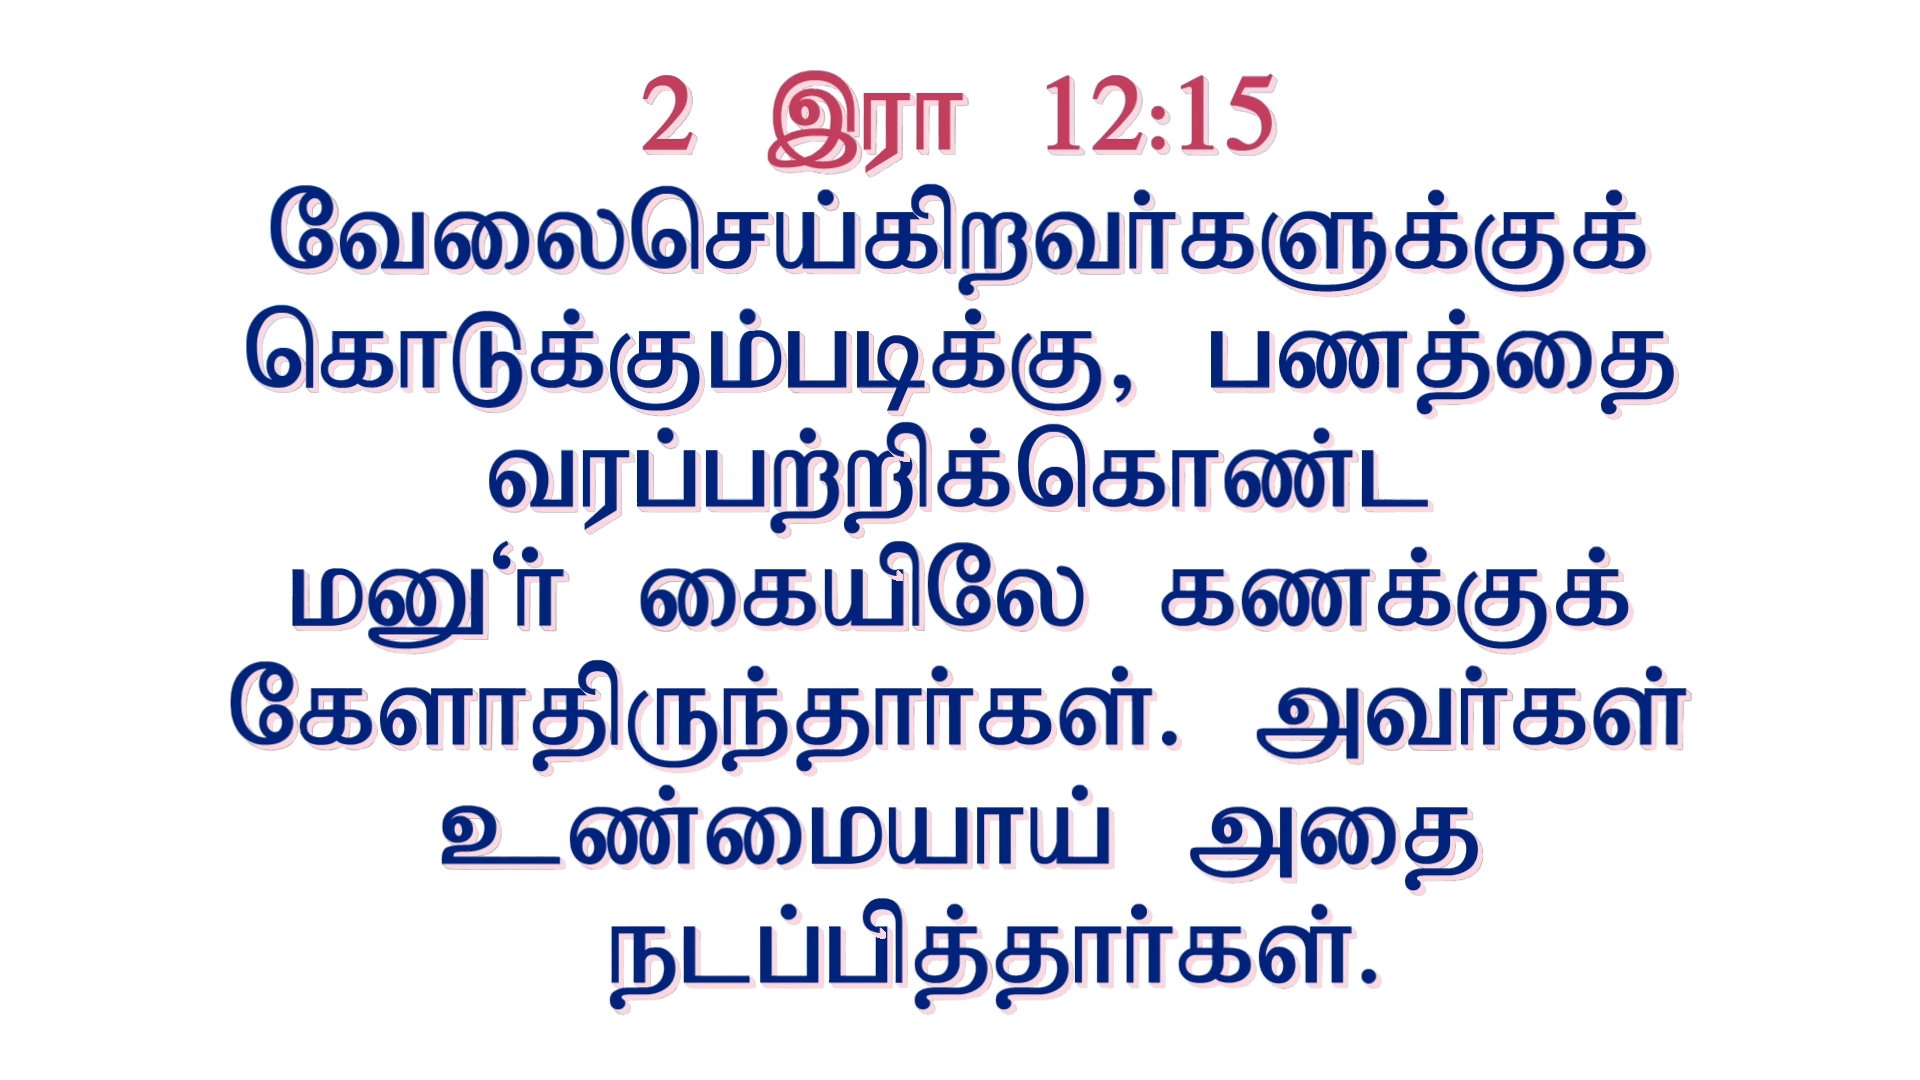 2 இரா 12:15
வேலைசெய்கிறவர்களுக்குக்
கொடுக்கும்படிக்கு, பணத்தை
வரப்பற்றிக்கொண்ட
மனு‘ர் கையிலே கணக்குக்
கேளாதிருந்தார்கள். அவர்கள்
உண்மையாய் அதை
நடப்பித்தார்கள்.